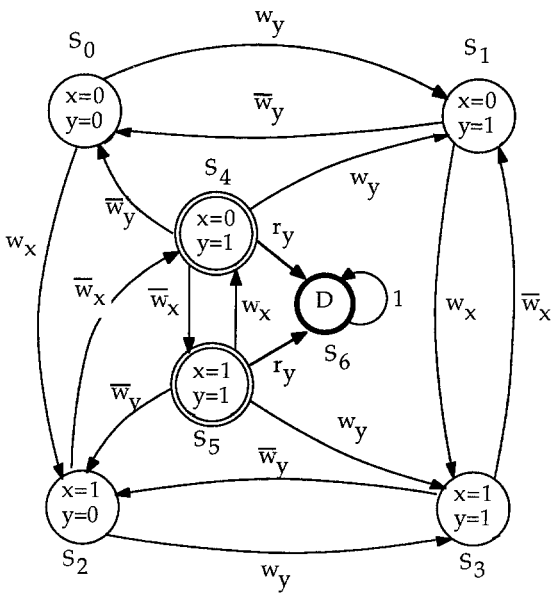 w_y
S_0
S_1
x=0
y=0
x=0
y=1
w̅_y
S_4
w_y
x=0
y=1
w̅_y
r_y
w_x
w̅_x
w̅_x
w_x
D
1
w_x
w̅_x
S_6
r_y
x=1
y=1
w̅_y
S_5
w_y
w̅_y
x=1
y=0
x=1
y=1
S_2
S_3
w_y